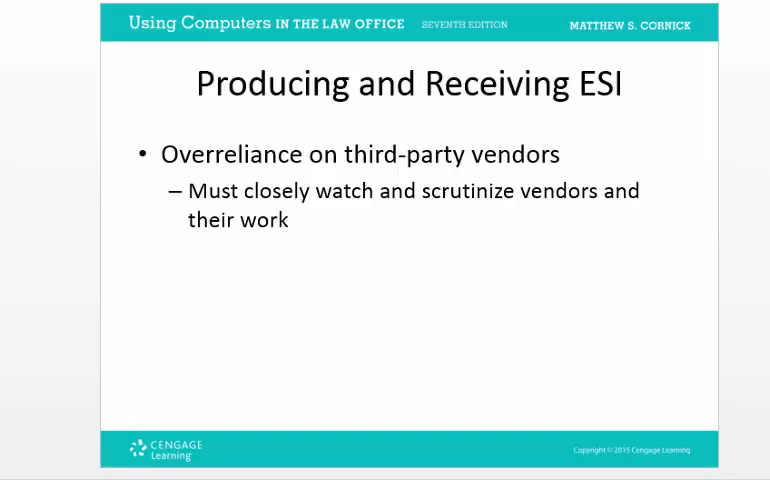 Using Computers IN THE LAW OFFICE SEVENTH EDITION MATTHEW S. CORNICK
Producing and Receiving ESI
• Overreliance on third-party vendors
– Must closely watch and scrutinize vendors and
their work
CENGAGE
Learning
Copyright © 2015 Cengage Learning